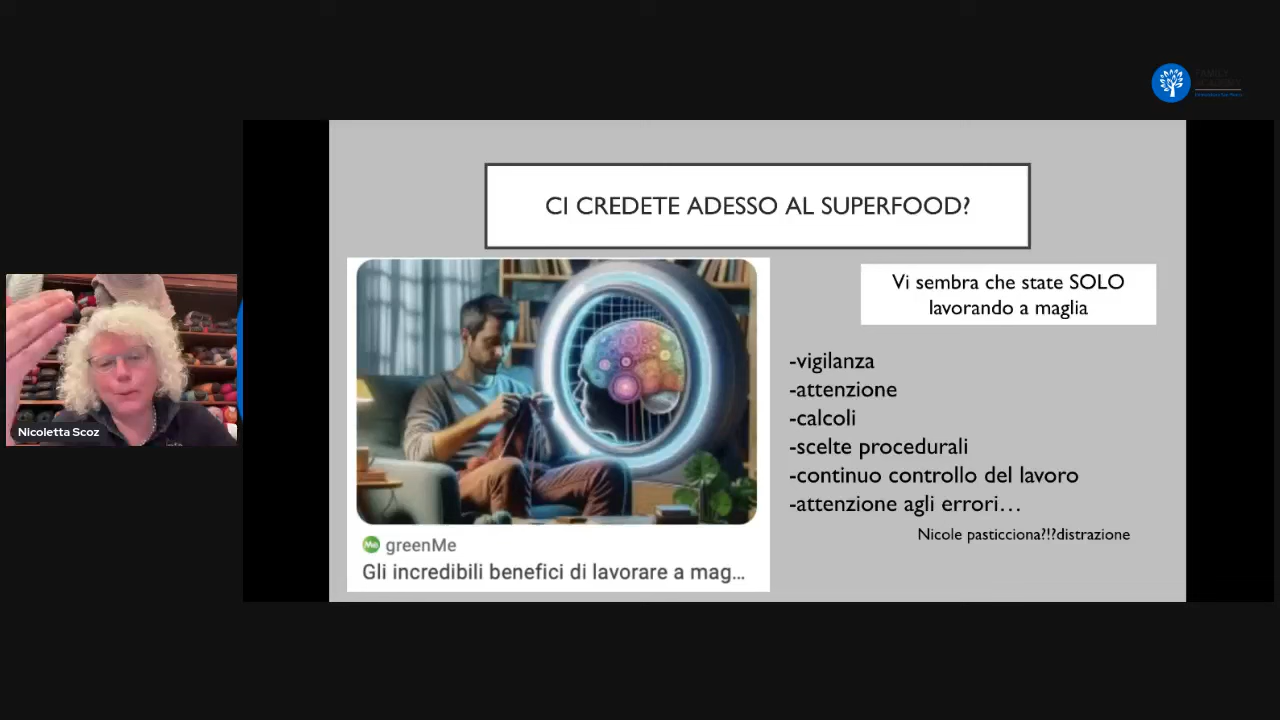 CI CREDETE ADESSO AL SUPERFOOD?
Vi sembra che state SOLO
lavorando a maglia
-vigilanza
-attenzione
-calcoli
-scelte procedurali
-continuo controllo del lavoro
-attenzione agli errori…
Nicole pasticciona?!?distrazione
Me greenMe
Gli incredibili benefici di lavorare a mag...
Nicoletta Scoz